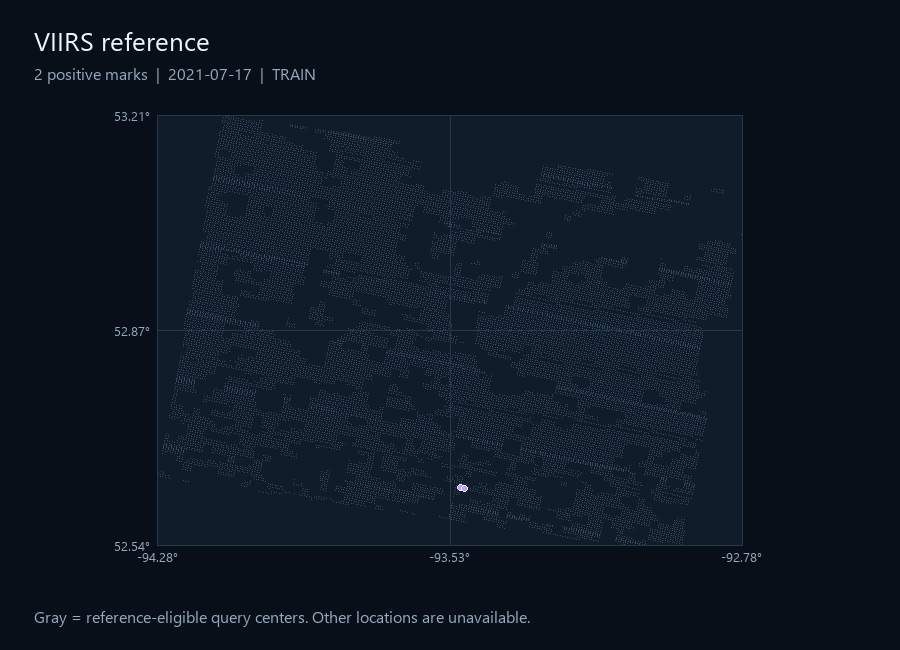 VIIRS reference
2 positive marks | 2021-07-17 | TRAIN
53.21°
52.87°
52.54°
-94.28°
-93.53°
-92.78°
Gray = reference-eligible query centers. Other locations are unavailable.